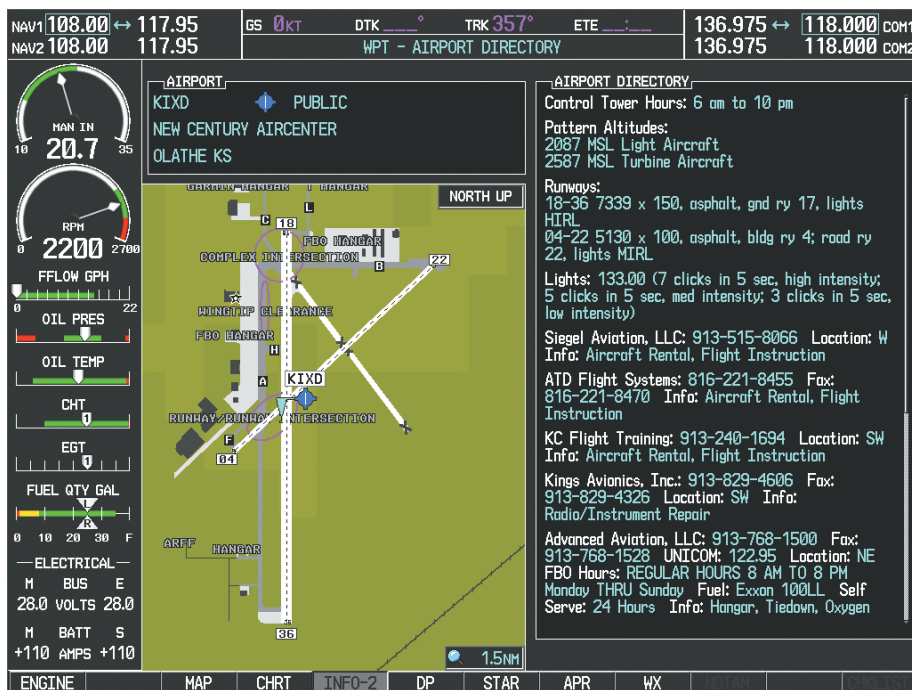 NAV1 108.00 ↔ 117.95
NAV2 108.00 117.95
GS 0KT DTK ___° TRK 357° ETE __:__
WPT - AIRPORT DIRECTORY
136.975 ↔ 118.000 COM1
136.975 118.000 COM2
MAN IN
10 20.7 35
RPM
0 2200 2700
FFLOW GPH
0 22
OIL PRES
OIL TEMP
CHT
1
EGT
1
FUEL QTY GAL
L
R
0 10 20 30 F
ELECTRICAL
M BUS E
28.0 VOLTS 28.0
M BATT S
+110 AMPS +110
AIRPORT
KIXD PUBLIC
NEW CENTURY AIRCENTER
OLATHE KS
NORTH UP
GARMIN HANGAR
HANGAR
L
C
18
FBO HANGAR
COMPLEX INTERSECTION
B
22
WINGTIP CLEARANCE
FBO HANGAR
H
KIXD
A
RUNWAY/RUNWAY INTERSECTION
F
04
ARFF
HANGAR
36
1.5NM
AIRPORT DIRECTORY
Control Tower Hours: 6 am to 10 pm
Pattern Altitudes:
2087 MSL Light Aircraft
2587 MSL Turbine Aircraft
Runways:
18-36 7339 x 150, asphalt, gnd ry 17, lights
HIRL
04-22 5130 x 100, asphalt, bldg ry 4; road ry
22, lights MIRL
Lights: 133.00 (7 clicks in 5 sec, high intensity;
5 clicks in 5 sec, med intensity; 3 clicks in 5 sec,
low intensity)
Siegel Aviation, LLC: 913-515-8066 Location: W
Info: Aircraft Rental, Flight Instruction
ATD Flight Systems: 816-221-8455 Fax:
816-221-8470 Info: Aircraft Rental, Flight
Instruction
KC Flight Training: 913-240-1694 Location: SW
Info: Aircraft Rental, Flight Instruction
Kings Avionics, Inc.: 913-829-4606 Fax:
913-829-4326 Location: SW Info:
Radio/Instrument Repair
Advanced Aviation, LLC: 913-768-1500 Fax:
913-768-1528 UNICOM: 122.95 Location: NE
FBO Hours: REGULAR HOURS 8 AM TO 8 PM
Monday THRU Sunday Fuel: Exxon 100LL Self
Serve: 24 Hours Info: Hangar, Tiedown, Oxygen
ENGINE MAP CHRT INFO-2 DP STAR APR WX NOTAM CHKLIST